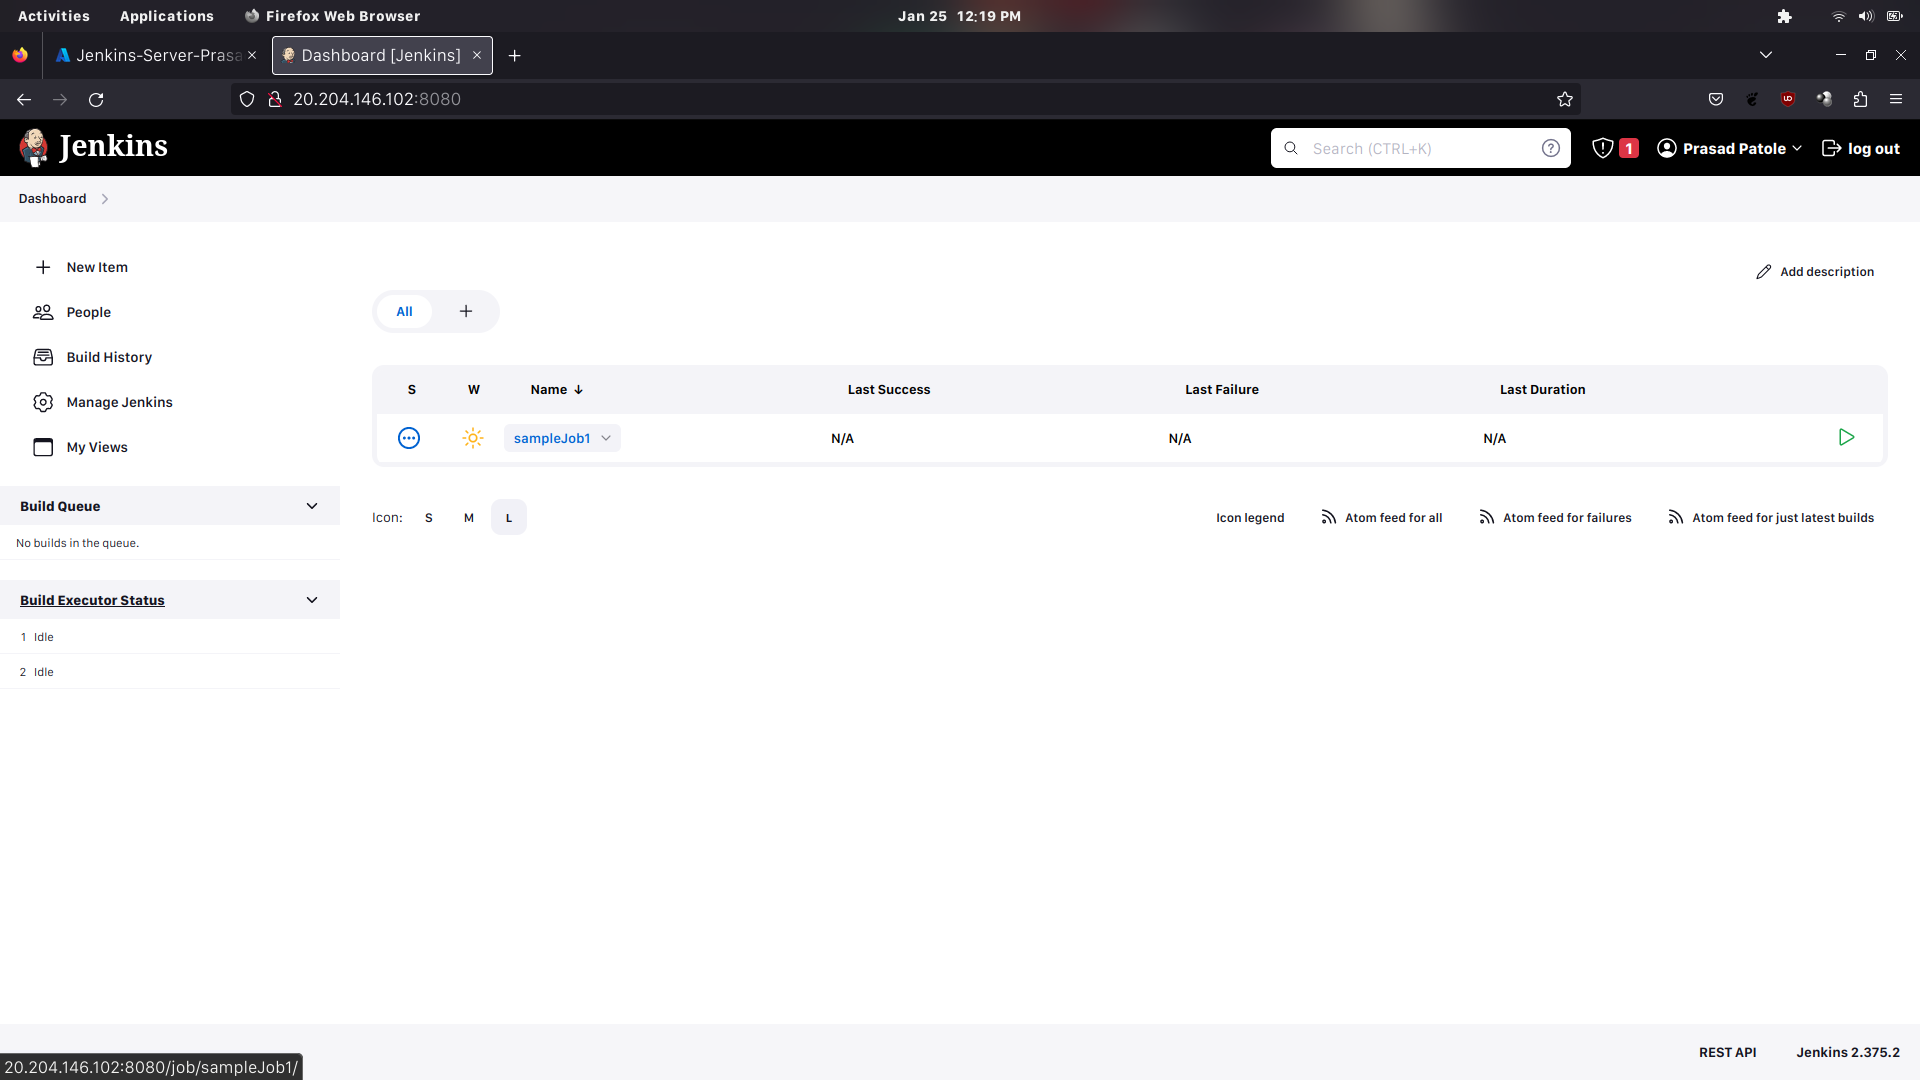 Activities Applications Firefox Web Browser Jan 25 12:19 PM
Jenkins-Server-Prasa Dashboard [Jenkins]
20.204.146.102:8080
Jenkins Search (CTRL+K) 1 Prasad Patole log out
Dashboard
New Item
Add description
People
All
Build History
S W Name Last Success Last Failure Last Duration
Manage Jenkins
sampleJob1 N/A N/A N/A
My Views
Build Queue
Icon: S M L Icon legend Atom feed for all Atom feed for failures Atom feed for just latest builds
No builds in the queue.
Build Executor Status
1 Idle
2 Idle
REST API Jenkins 2.375.2
20.204.146.102:8080/job/sampleJob1/